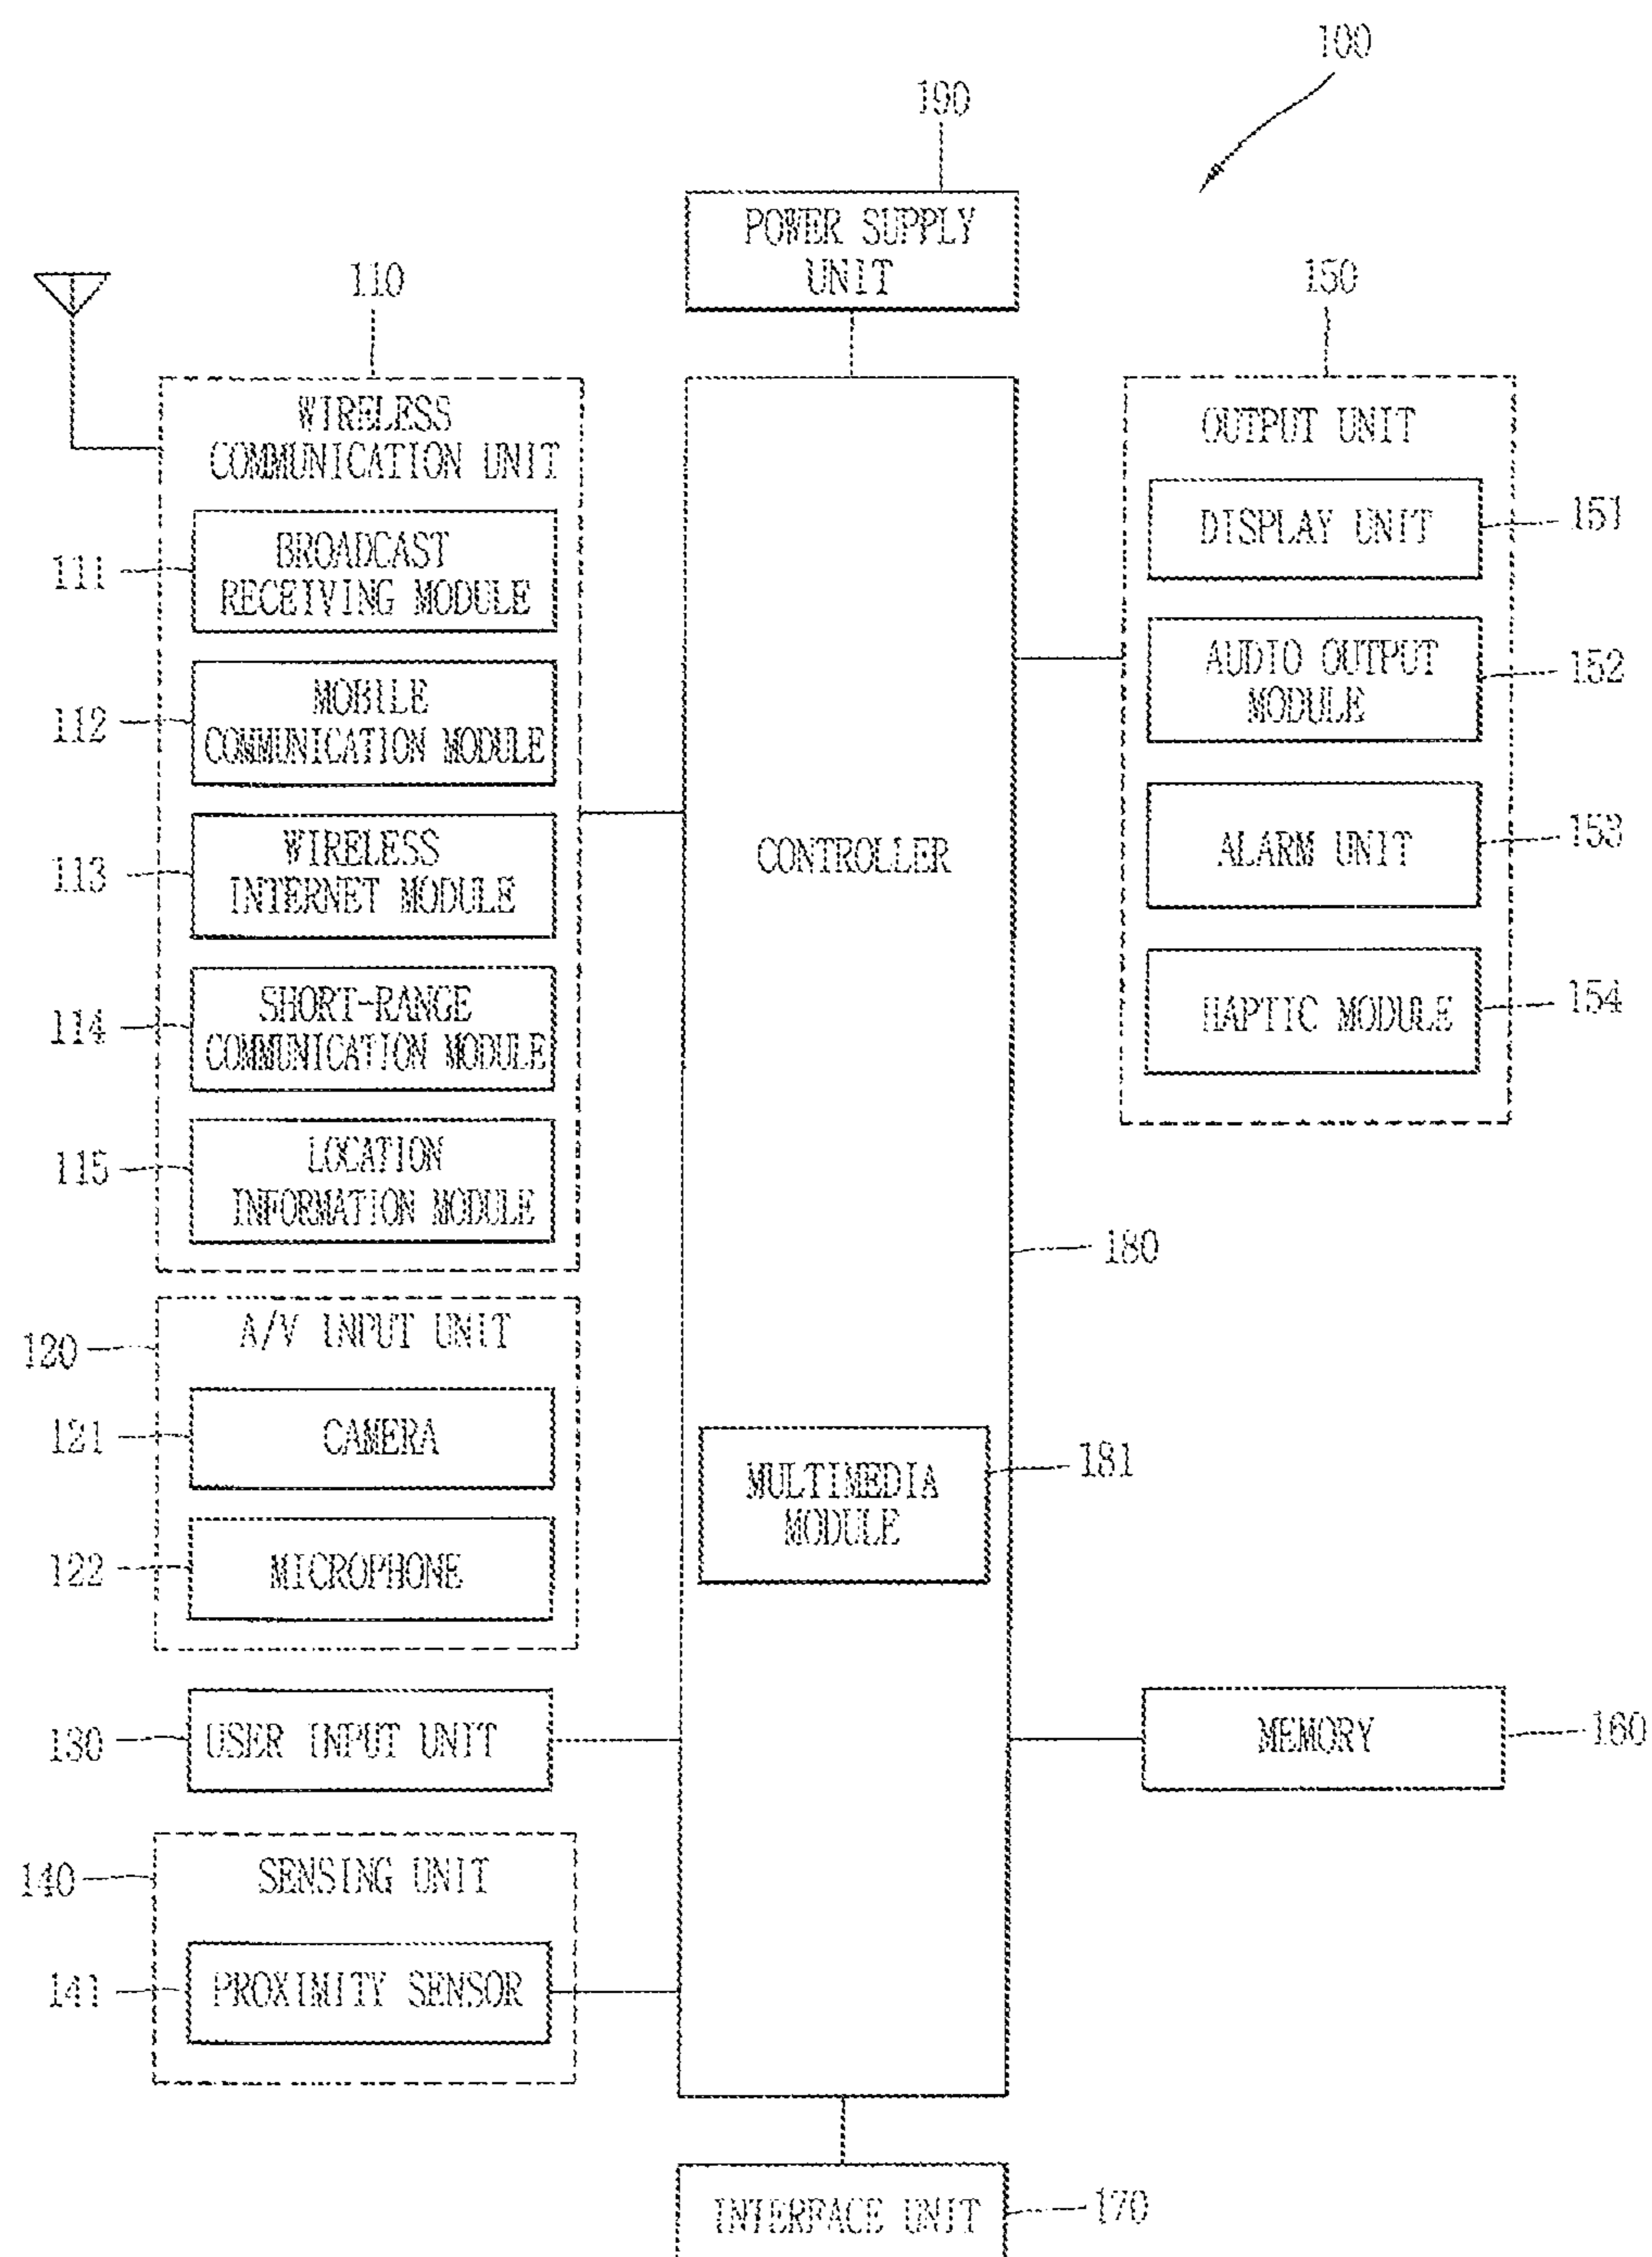 100
190
POWER SUPPLY
UNIT
110
WIRELESS
COMMUNICATION UNIT
111
BROADCAST
RECEIVING MODULE
112
MOBILE
COMMUNICATION MODULE
113
WIRELESS
INTERNET MODULE
114
SHORT-RANGE
COMMUNICATION MODULE
115
LOCATION
INFORMATION MODULE
120
A/V INPUT UNIT
121
CAMERA
122
MICROPHONE
130
USER INPUT UNIT
140
SENSING UNIT
141
PROXIMITY SENSOR
CONTROLLER
180
MULTIMEDIA
MODULE
181
150
OUTPUT UNIT
DISPLAY UNIT
151
AUDIO OUTPUT
MODULE
152
ALARM UNIT
153
HAPTIC MODULE
154
MEMORY
160
INTERFACE UNIT
170